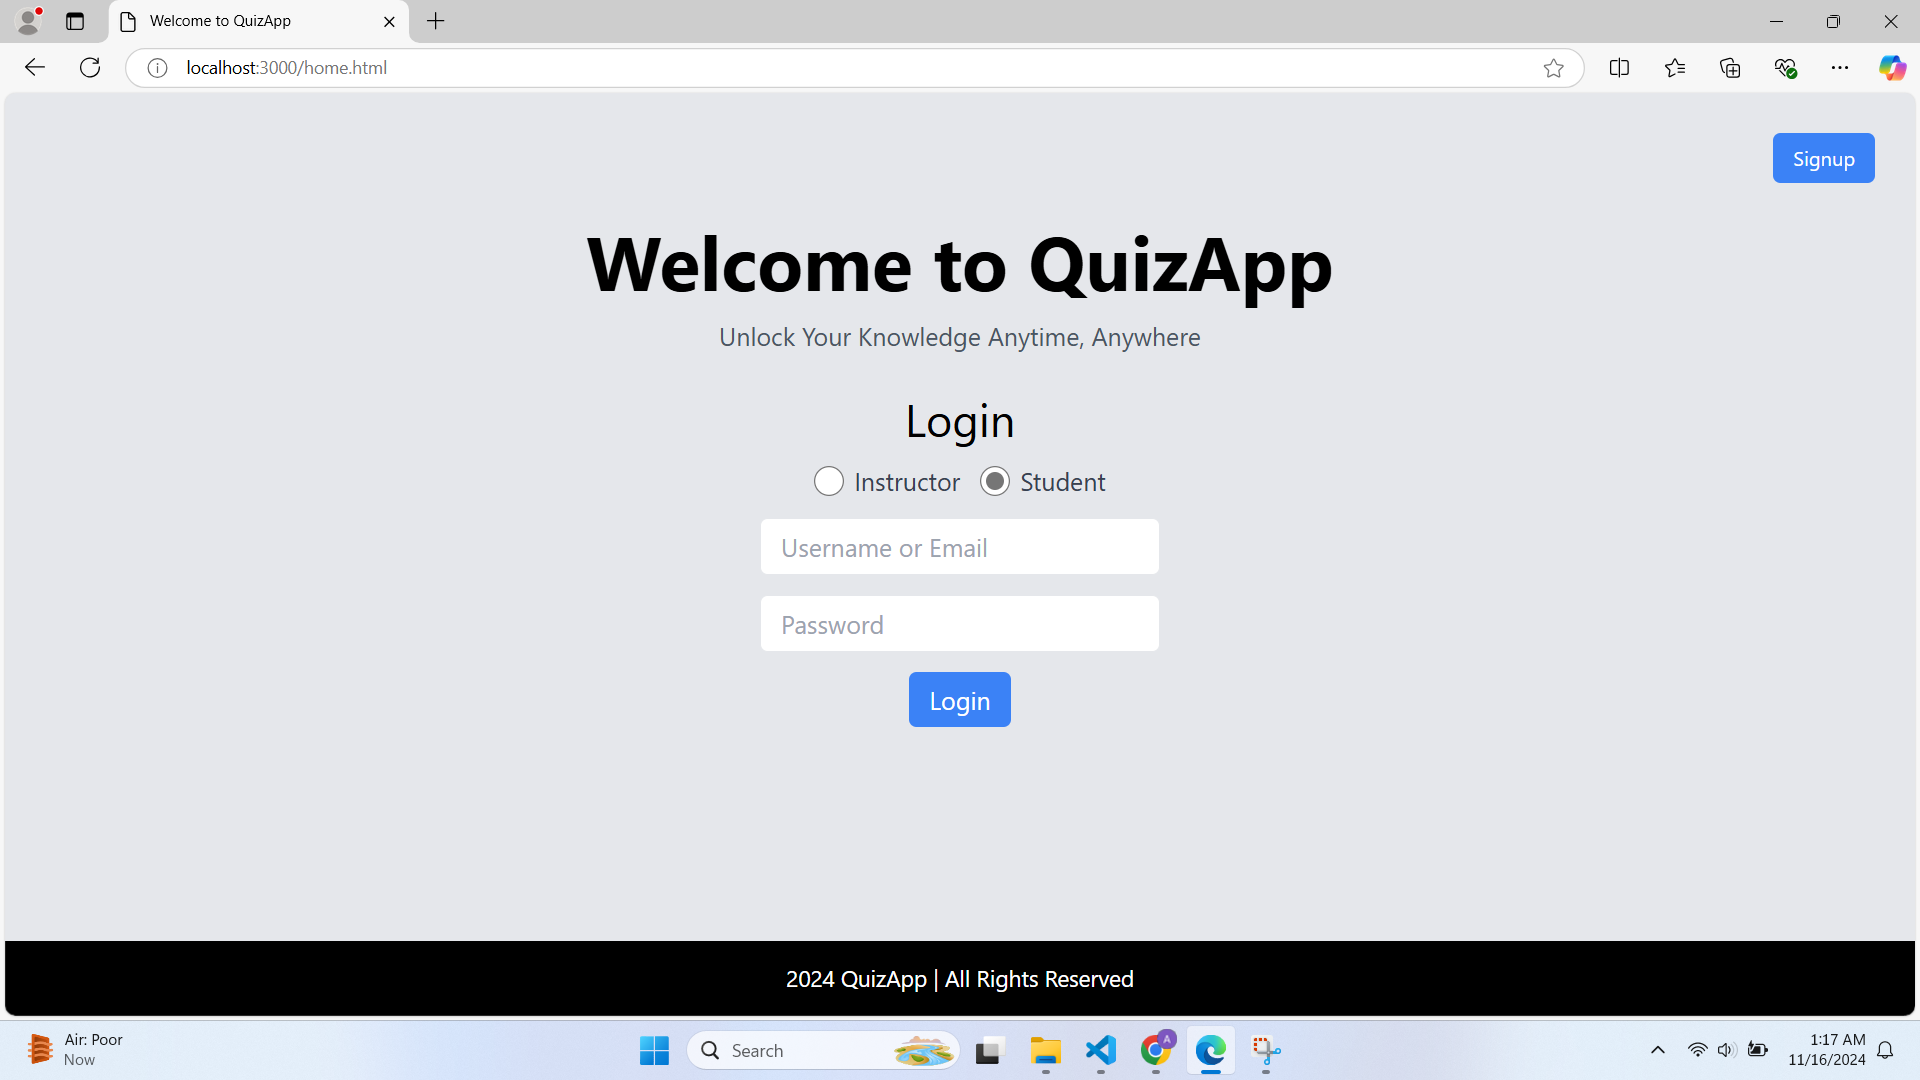 Welcome to QuizApp
localhost:3000/home.html
Signup
Welcome to QuizApp
Unlock Your Knowledge Anytime, Anywhere
Login
Instructor Student
Username or Email
Password
Login
2024 QuizApp | All Rights Reserved
Air: Poor
Now
Search
A
1:17 AM
11/16/2024